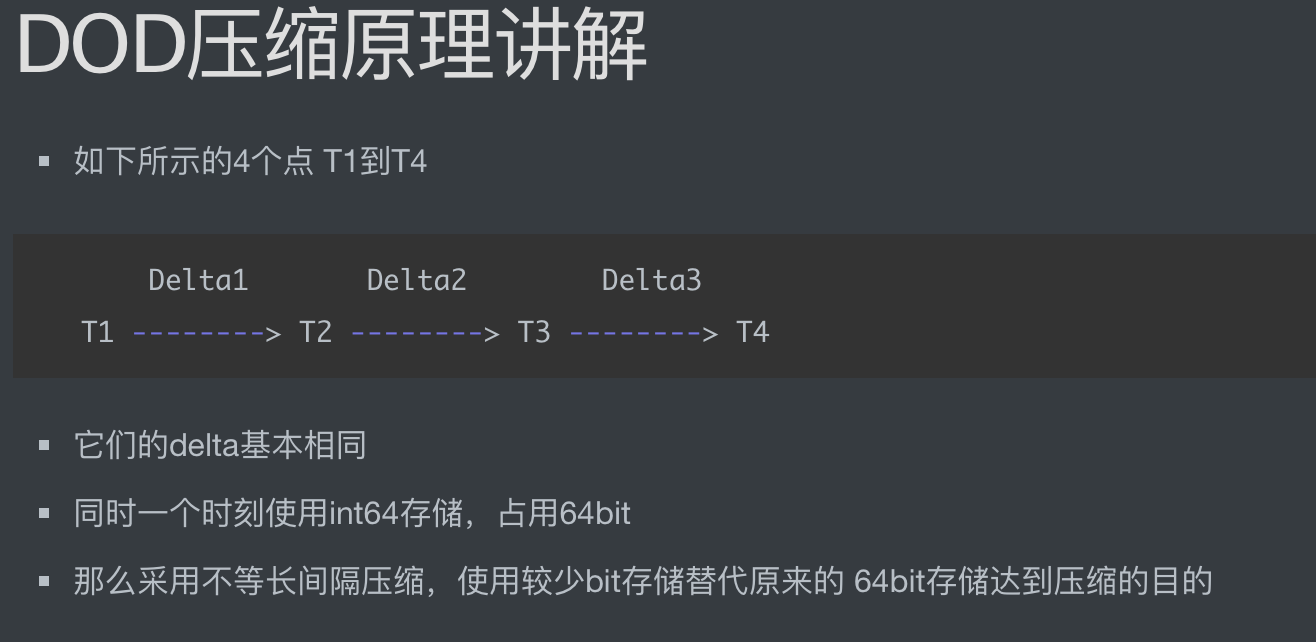 DOD压缩原理讲解
如下所示的4个点 T1到T4
Delta1 Delta2 Delta3
T1 --------> T2 --------> T3 --------> T4
它们的delta基本相同
同时一个时刻使用int64存储，占用64bit
那么采用不等长间隔压缩，使用较少bit存储替代原来的 64bit存储达到压缩的目的